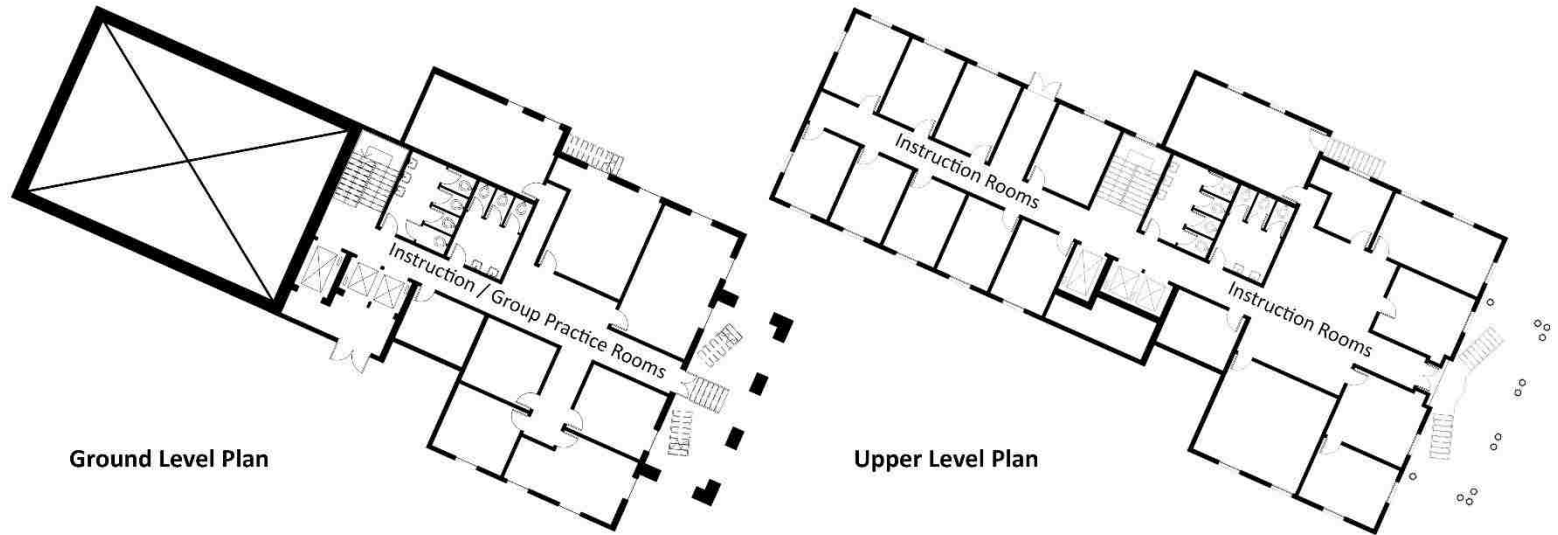 Instruction / Group Practice Rooms
Ground Level Plan
Instruction Rooms
Instruction Rooms
Upper Level Plan